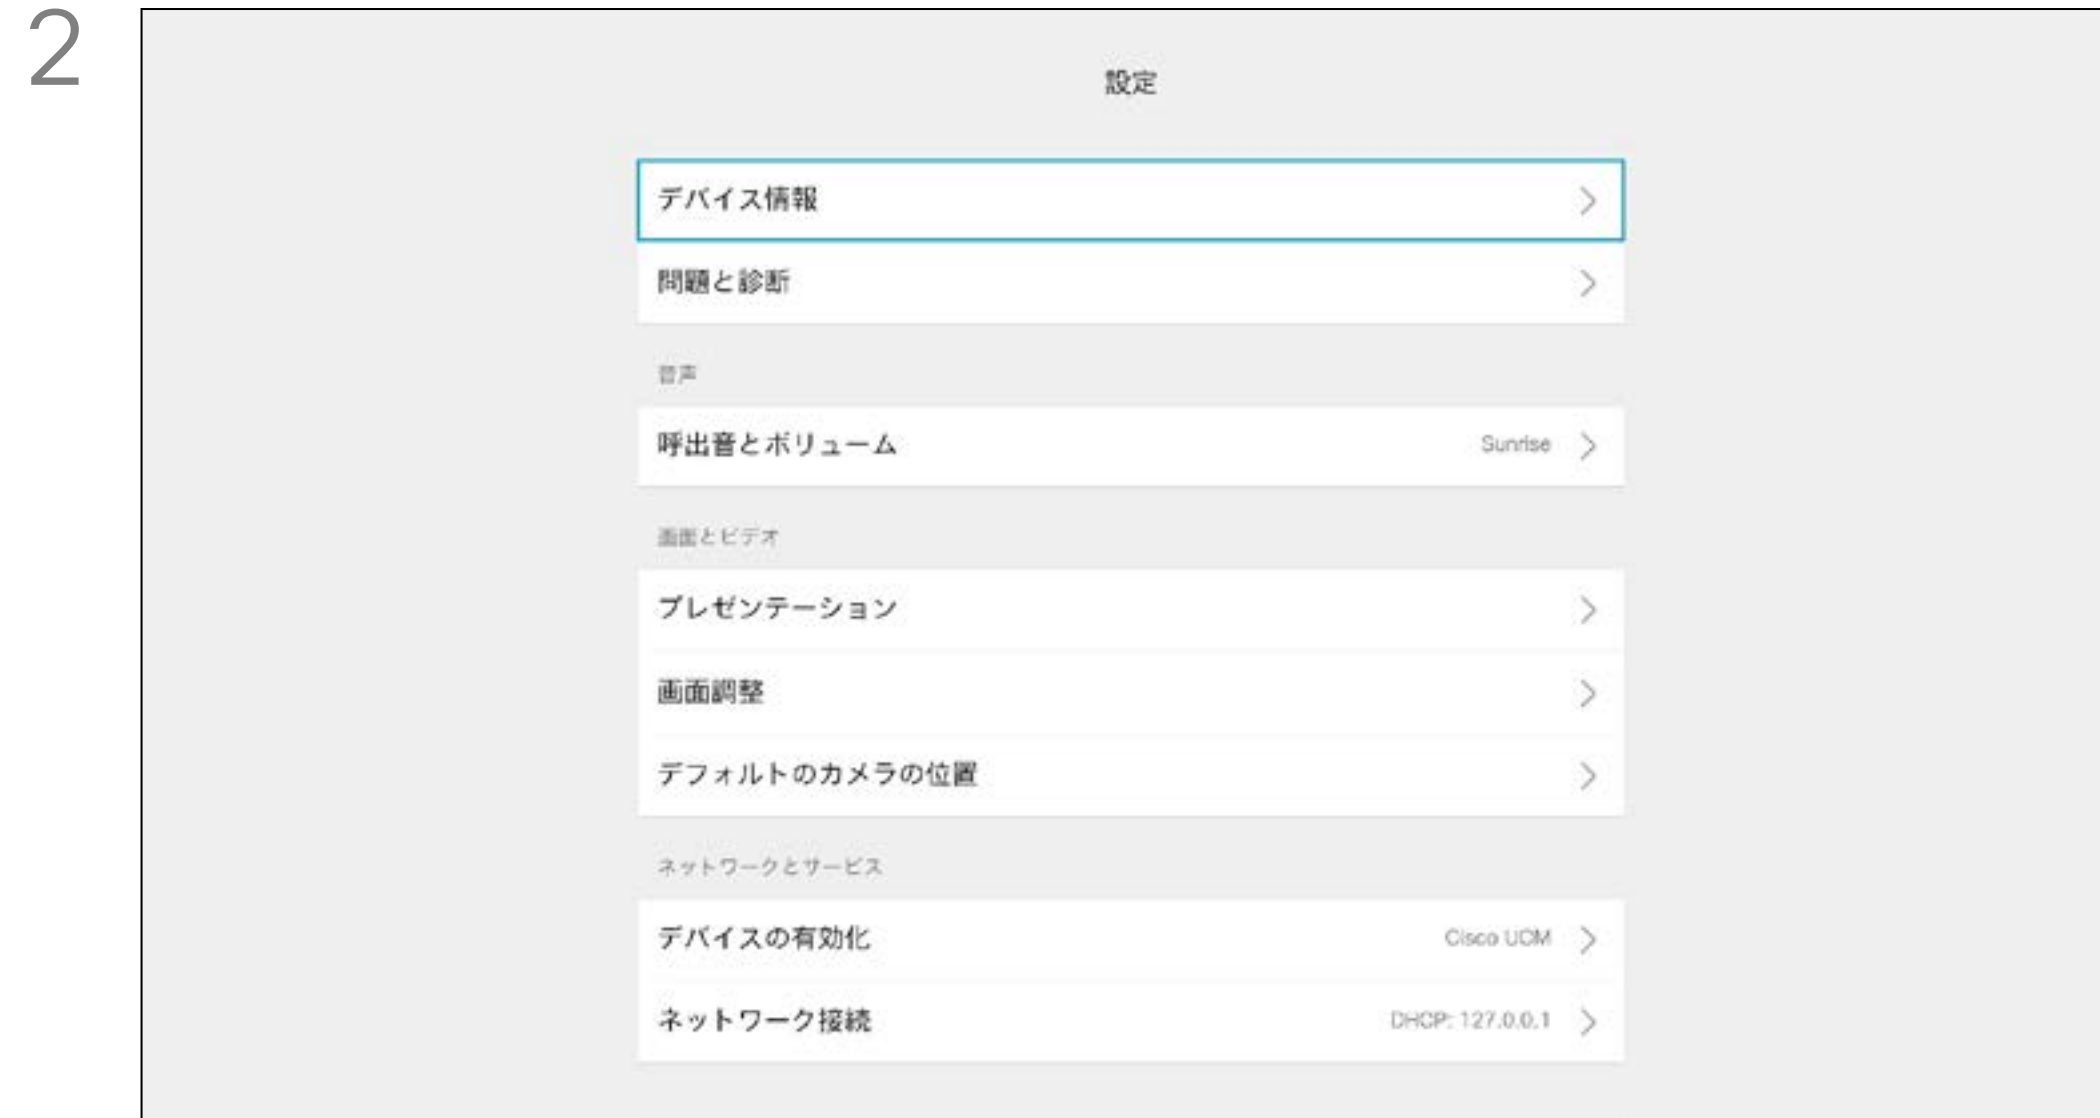 2
設定
デバイス情報
問題と診断
音声
呼出音とボリューム Sunrise
画面とビデオ
プレゼンテーション
画面調整
デフォルトのカメラの位置
ネットワークとサービス
デバイスの有効化 Cisco UCM
ネットワーク接続 DHCP: 127.0.0.1